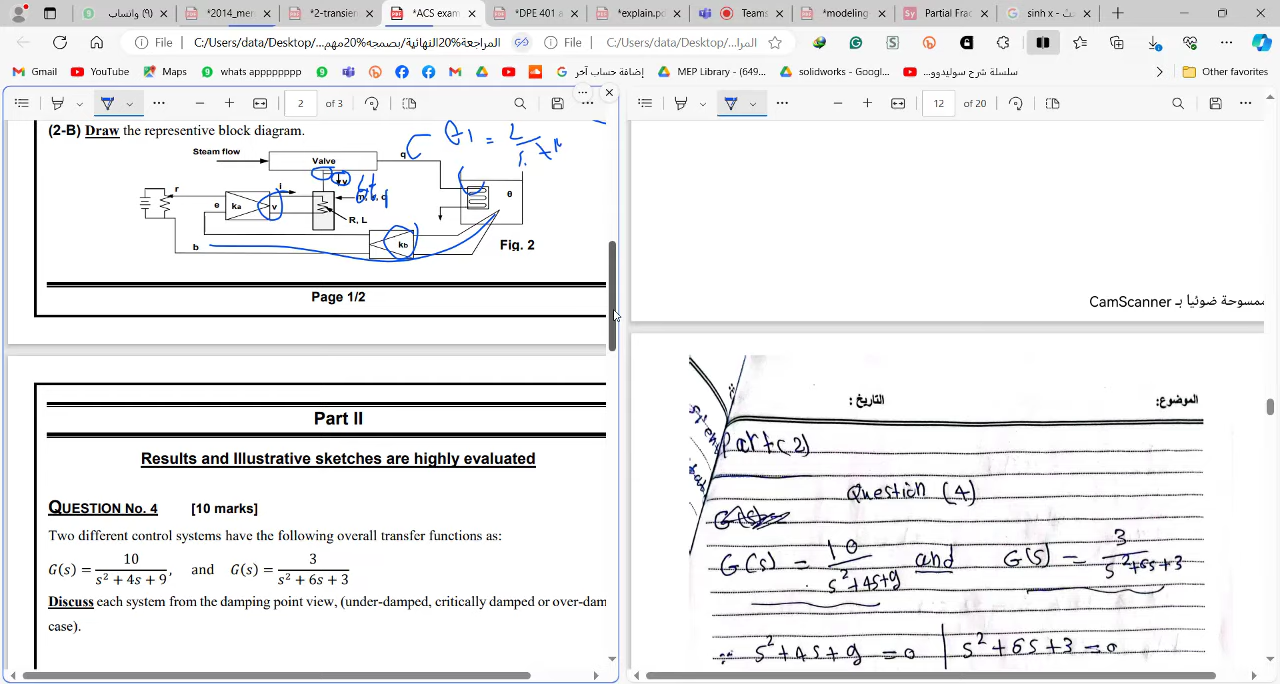 (٩) واتساب
*2014_mer
*2-transien
*ACS exam
*DPE 401 a
*explain.pd
Teams
*modeling
Partial Frac
sinh x - بحث
File
C:/Users/data/Desktop/...المراجعة%20النهائية/بصمجه%20مهم
File
C:/Users/data/Desktop/...المرا
Gmail
YouTube
Maps
whats apppppppp
إضافة حساب آخر
MEP Library - (649...
solidworks - Googl...
سلسلة شرح سوليدوو...
Other favorites
2 of 3
12 of 20
(2-B) Draw the representive block diagram.
Steam flow
Valve
q
r
e
ka
v
i
R, L
θ
b
kb
Fig. 2
Page 1/2
Part II
Results and Illustrative sketches are highly evaluated
QUESTION No. 4 [10 marks]
Two different control systems have the following overall transfer functions as:
G(s) = 10 / s² + 4s + 9, and G(s) = 3 / s² + 6s + 3
Discuss each system from the damping point view, (under-damped, critically damped or over-dam
case).
ممسوحة ضوئيا بـ CamScanner
الموضوع:
التاريخ :
Part(2)
Question (4)
G(s) = 10 / s²+4s+9 and G(s) = 3 / s²+6s+3
∴ s²+4s+9 =0 | s²+6s+3 =0